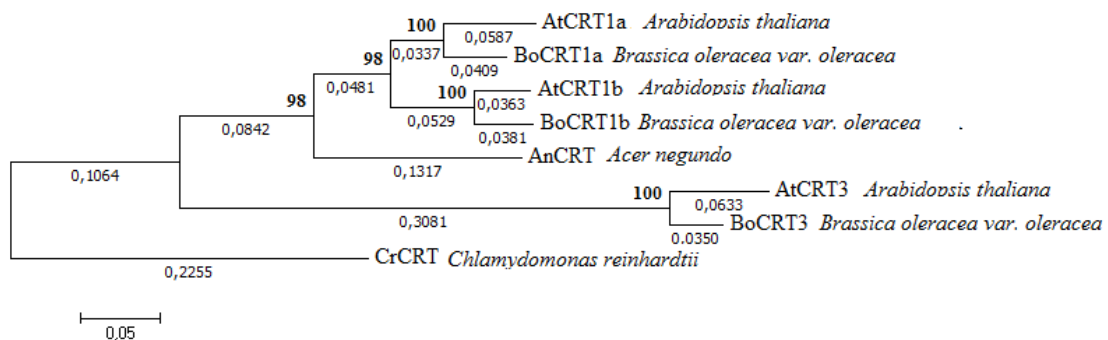 100 AtCRT1a Arabidopsis thaliana
0,0587
98 0,0337 BoCRT1a Brassica oleracea var. oleracea
0,0409
0,0481 100 AtCRT1b Arabidopsis thaliana
98 0,0363
0,0529 BoCRT1b Brassica oleracea var. oleracea .
0,0842 0,0381
AnCRT Acer negundo
0,1064 0,1317
100 AtCRT3 Arabidopsis thaliana
0,0633
0,3081 BoCRT3 Brassica oleracea var. oleracea
0.0350
CrCRT Chlamydomonas reinhardtii
0,2255
0,05